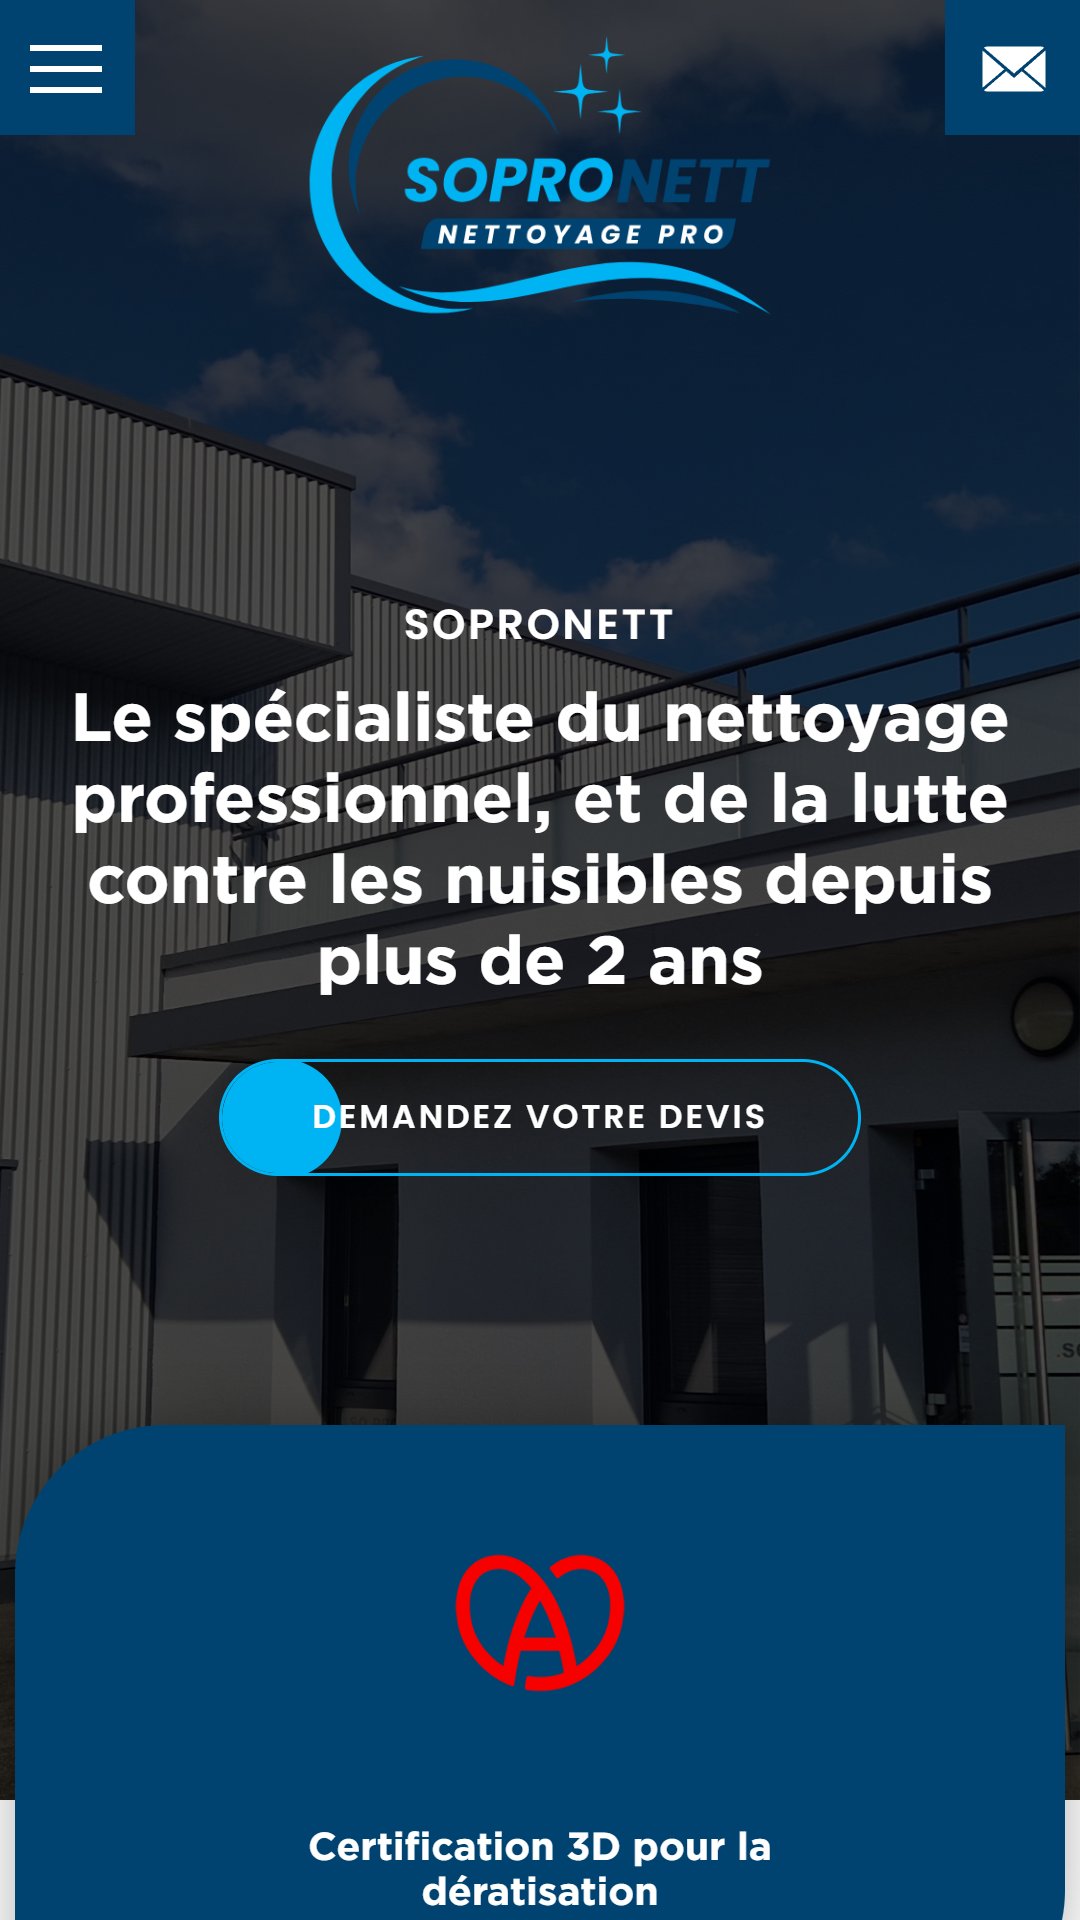 SOPRONETT
NETTOYAGE PRO
SOPRONETT
Le spécialiste du nettoyage
professionnel, et de la lutte
contre les nuisibles depuis
plus de 2 ans
DEMANDEZ VOTRE DEVIS
Certification 3D pour la
dératisation